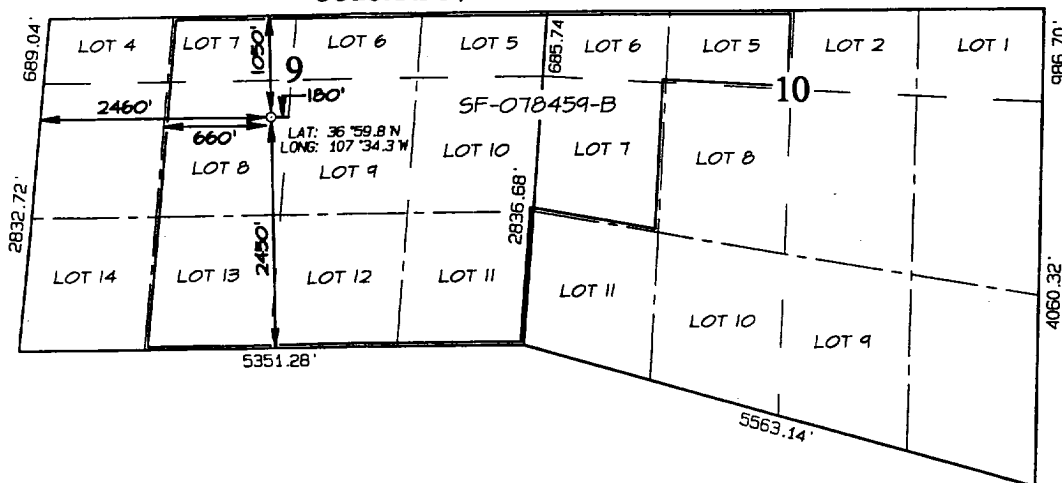 LOT 4
LOT 7
LOT 6
LOT 5
LOT 6
LOT 5
LOT 2
LOT 1
689.04'
1050'
9
685.74
986.70'
180'
10
2460'
SF-078459-B
660'
LAT: 36 °59.8 N
LONG: 107 °34.3 W
LOT 8
LOT 9
LOT 10
LOT 7
LOT 8
2832.72'
2450'
2836.68'
LOT 14
LOT 13
LOT 12
LOT 11
LOT 11
LOT 10
LOT 9
4060.32'
5351.28'
5563.14'